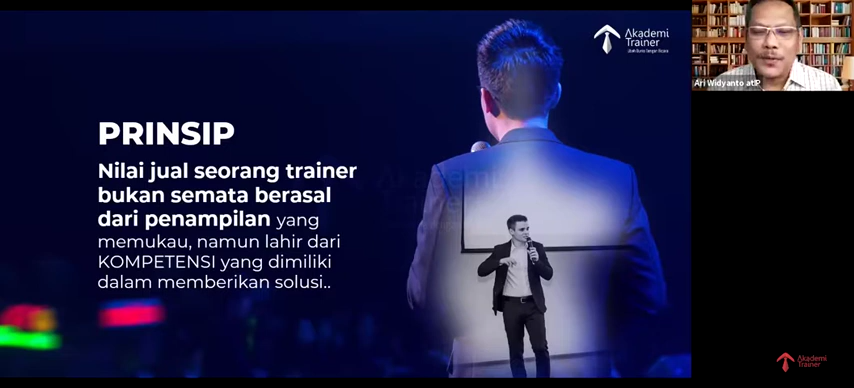 Akademi
Trainer
Ari Widyanto atIP
PRINSIP
Nilai jual seorang trainer
bukan semata berasal
dari penampilan yang
memukau, namun lahir dari
KOMPETENSI yang dimiliki
dalam memberikan solusi..
Akademi
Trainer